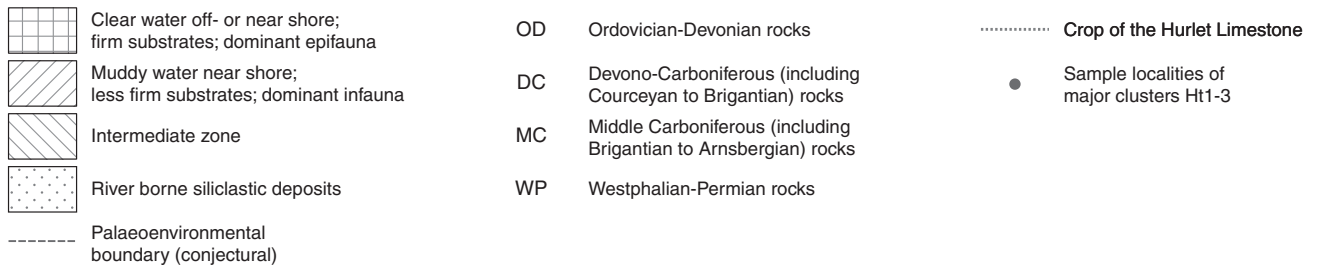 Clear water off- or near shore;
firm substrates; dominant epifauna
Muddy water near shore;
less firm substrates; dominant infauna
Intermediate zone
River borne siliclastic deposits
Palaeoenvironmental
boundary (conjectural)
OD Ordovician-Devonian rocks
DC Devono-Carboniferous (including
Courceyan to Brigantian) rocks
MC Middle Carboniferous (including
Brigantian to Arnsbergian) rocks
WP Westphalian-Permian rocks
Crop of the Hurlet Limestone
Sample localities of
major clusters Ht1-3